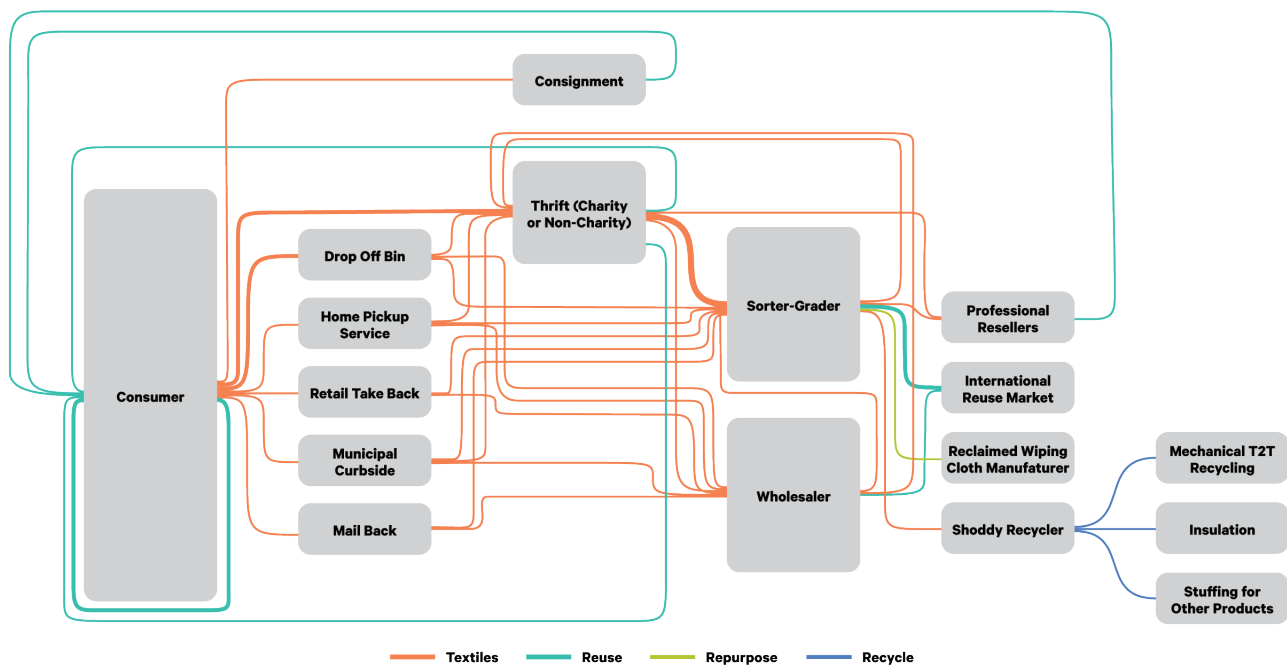 Consignment
Thrift (Charity
or Non-Charity)
Drop Off Bin
Sorter-Grader
Home Pickup
Service
Professional
Resellers
Consumer
Retail Take Back
International
Reuse Market
Municipal
Curbside
Reclaimed Wiping
Cloth Manufaturer
Mechanical T2T
Recycling
Wholesaler
Mail Back
Shoddy Recycler
Insulation
Stuffing for
Other Products
Textiles
Reuse
Repurpose
Recycle